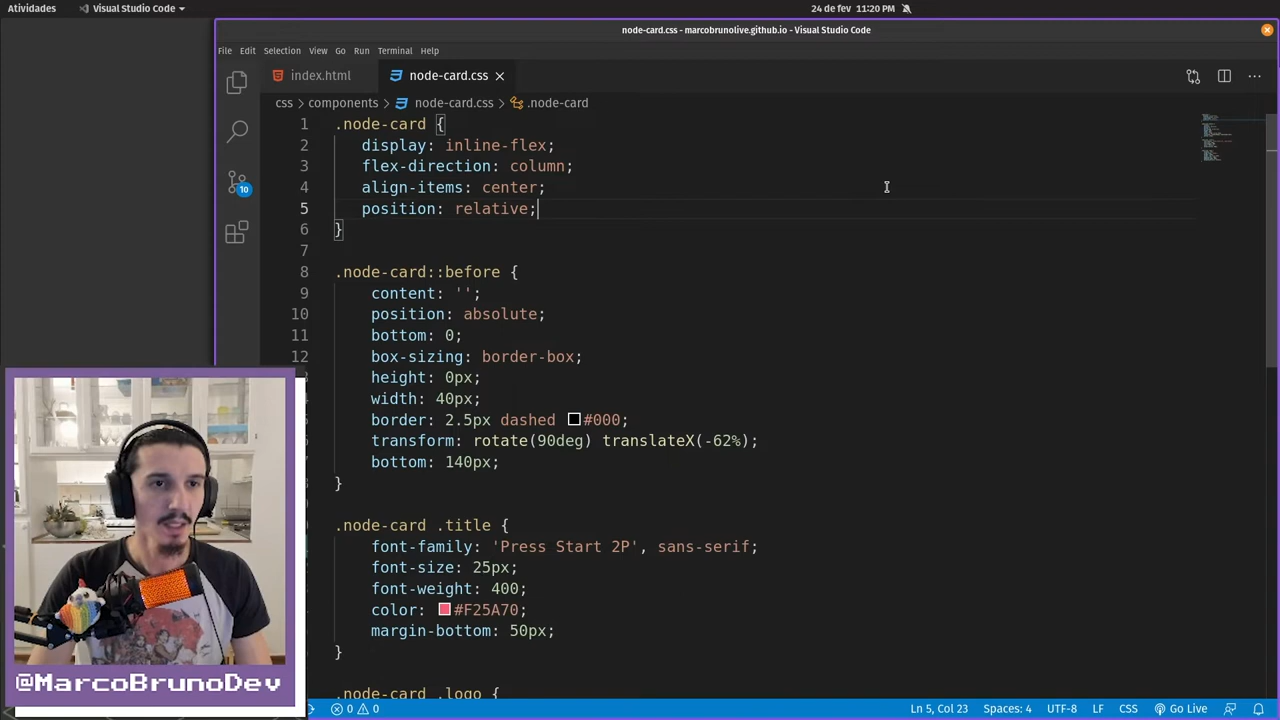 Atividades
Visual Studio Code
24 de fev 11:20 PM
node-card.css - marcobrunolive.github.io - Visual Studio Code
File Edit Selection View Go Run Terminal Help
index.html
node-card.css
css > components > node-card.css > .node-card
1 .node-card {
2 display: inline-flex;
3 flex-direction: column;
4 align-items: center;
5 position: relative;
6 }
7
8 .node-card::before {
9 content: '';
10 position: absolute;
11 bottom: 0;
12 box-sizing: border-box;
height: 0px;
width: 40px;
border: 2.5px dashed #000;
transform: rotate(90deg) translateX(-62%);
bottom: 140px;
}
.node-card .title {
font-family: 'Press Start 2P', sans-serif;
font-size: 25px;
font-weight: 400;
color: #F25A70;
margin-bottom: 50px;
}
.node-card .logo {
10
@MarcoBrunoDev
0 0
Ln 5, Col 23 Spaces: 4 UTF-8 LF CSS Go Live